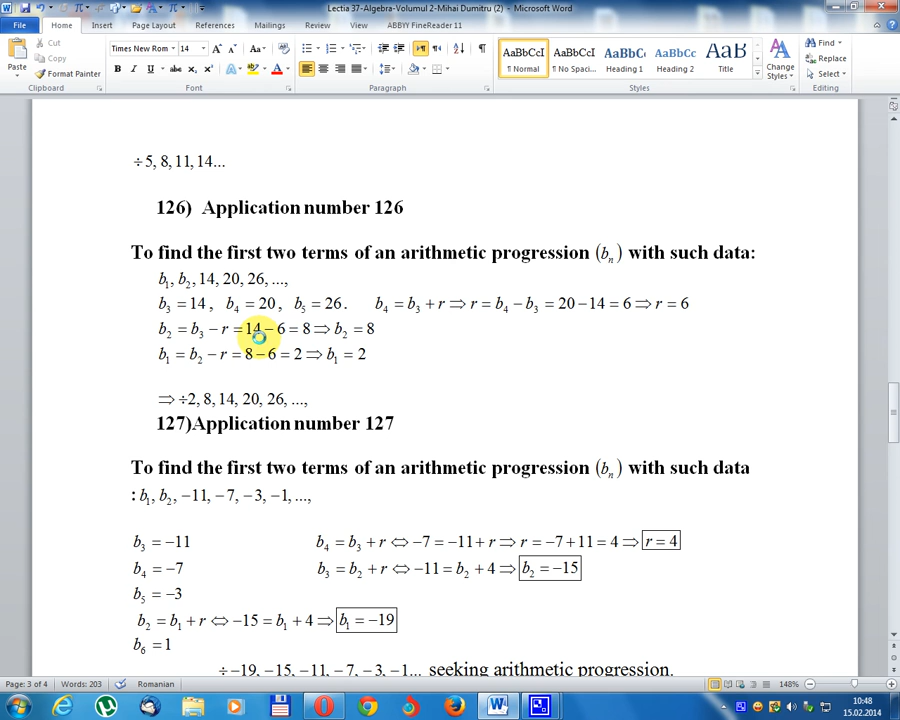 Lectia 37-Algebra-Volumul 2-Mihai Dumitru (2) - Microsoft Word
File Home Insert Page Layout References Mailings Review View ABBYY FineReader 11
Cut
Copy
Format Painter
Paste
Clipboard
Times New Rom 14
Font
Paragraph
AaBbCcI AaBbCcI AaBbC AaBbCc AaB
¶ Normal ¶ No Spaci... Heading 1 Heading 2 Title
Change Styles
Styles
Find
Replace
Select
Editing
÷5, 8, 11, 14...
126) Application number 126
To find the first two terms of an arithmetic progression (bₙ) with such data:
b₁, b₂, 14, 20, 26, ...,
b₃ = 14 , b₄ = 20 , b₅ = 26 . b₄ = b₃ + r ⇒ r = b₄ − b₃ = 20 − 14 = 6 ⇒ r = 6
b₂ = b₃ − r = 14 − 6 = 8 ⇒ b₂ = 8
b₁ = b₂ − r = 8 − 6 = 2 ⇒ b₁ = 2
⇒ ÷2, 8, 14, 20, 26, ...,
127)Application number 127
To find the first two terms of an arithmetic progression (bₙ) with such data
: b₁, b₂, −11, −7, −3, −1, ...,
b₃ = −11 b₄ = b₃ + r ⇔ −7 = −11 + r ⇒ r = −7 + 11 = 4 ⇒ r = 4
b₄ = −7 b₃ = b₂ + r ⇔ −11 = b₂ + 4 ⇒ b₂ = −15
b₅ = −3
b₂ = b₁ + r ⇔ −15 = b₁ + 4 ⇒ b₁ = −19
b₆ = 1
÷ −19, −15, −11, −7, −3, −1... seeking arithmetic progression.
Page: 3 of 4 Words: 203 Romanian 148%
10:48
15.02.2014